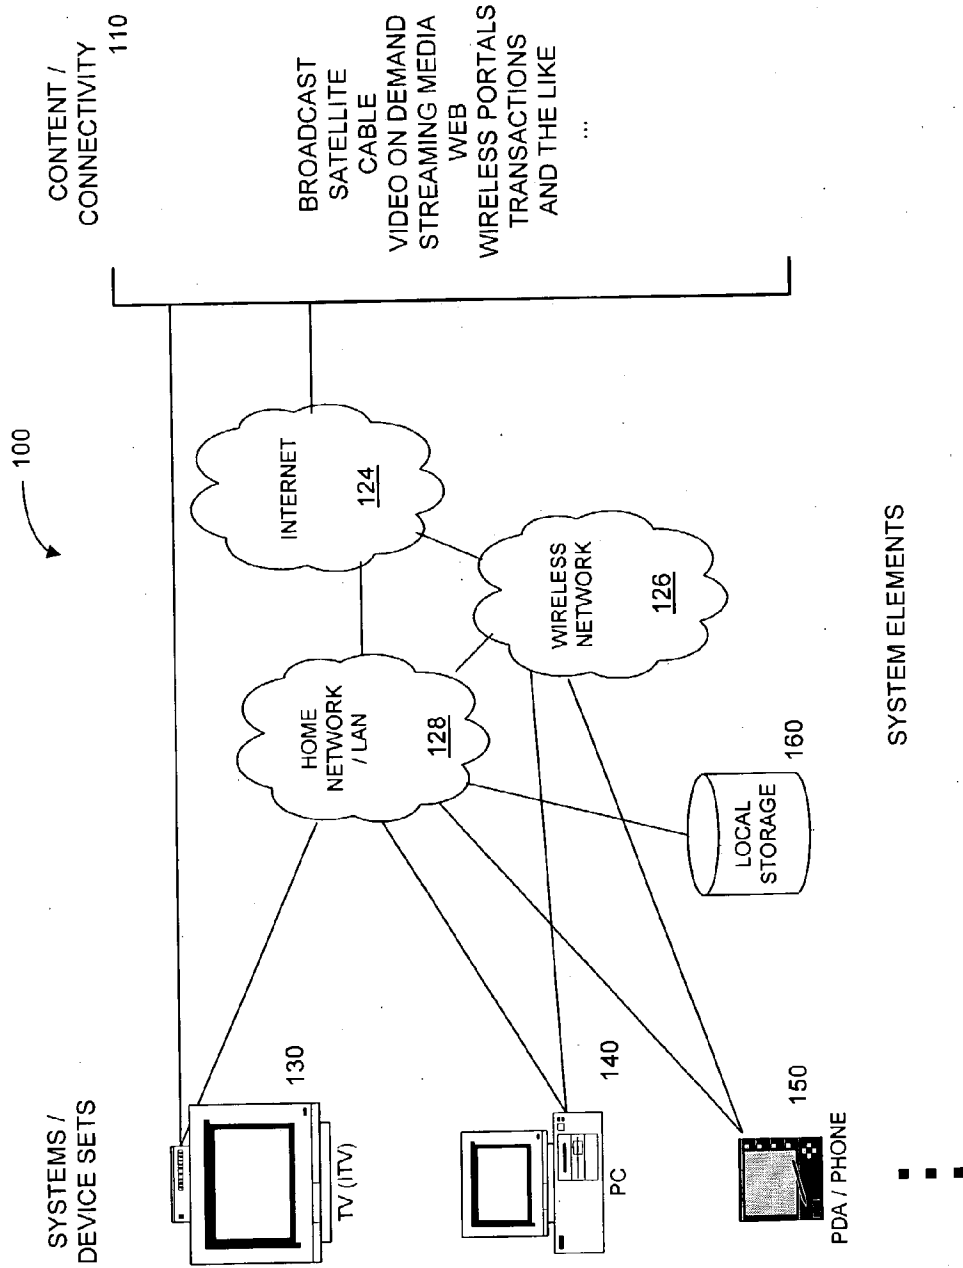 100
SYSTEMS /
DEVICE SETS
CONTENT /
CONNECTIVITY
110
TV (ITV)
130
PC
140
PDA / PHONE
150
HOME
NETWORK
/ LAN
128
INTERNET
124
WIRELESS
NETWORK
126
LOCAL
STORAGE
160
BROADCAST
SATELLITE
CABLE
VIDEO ON DEMAND
STREAMING MEDIA
WEB
WIRELESS PORTALS
TRANSACTIONS
AND THE LIKE
...
SYSTEM ELEMENTS